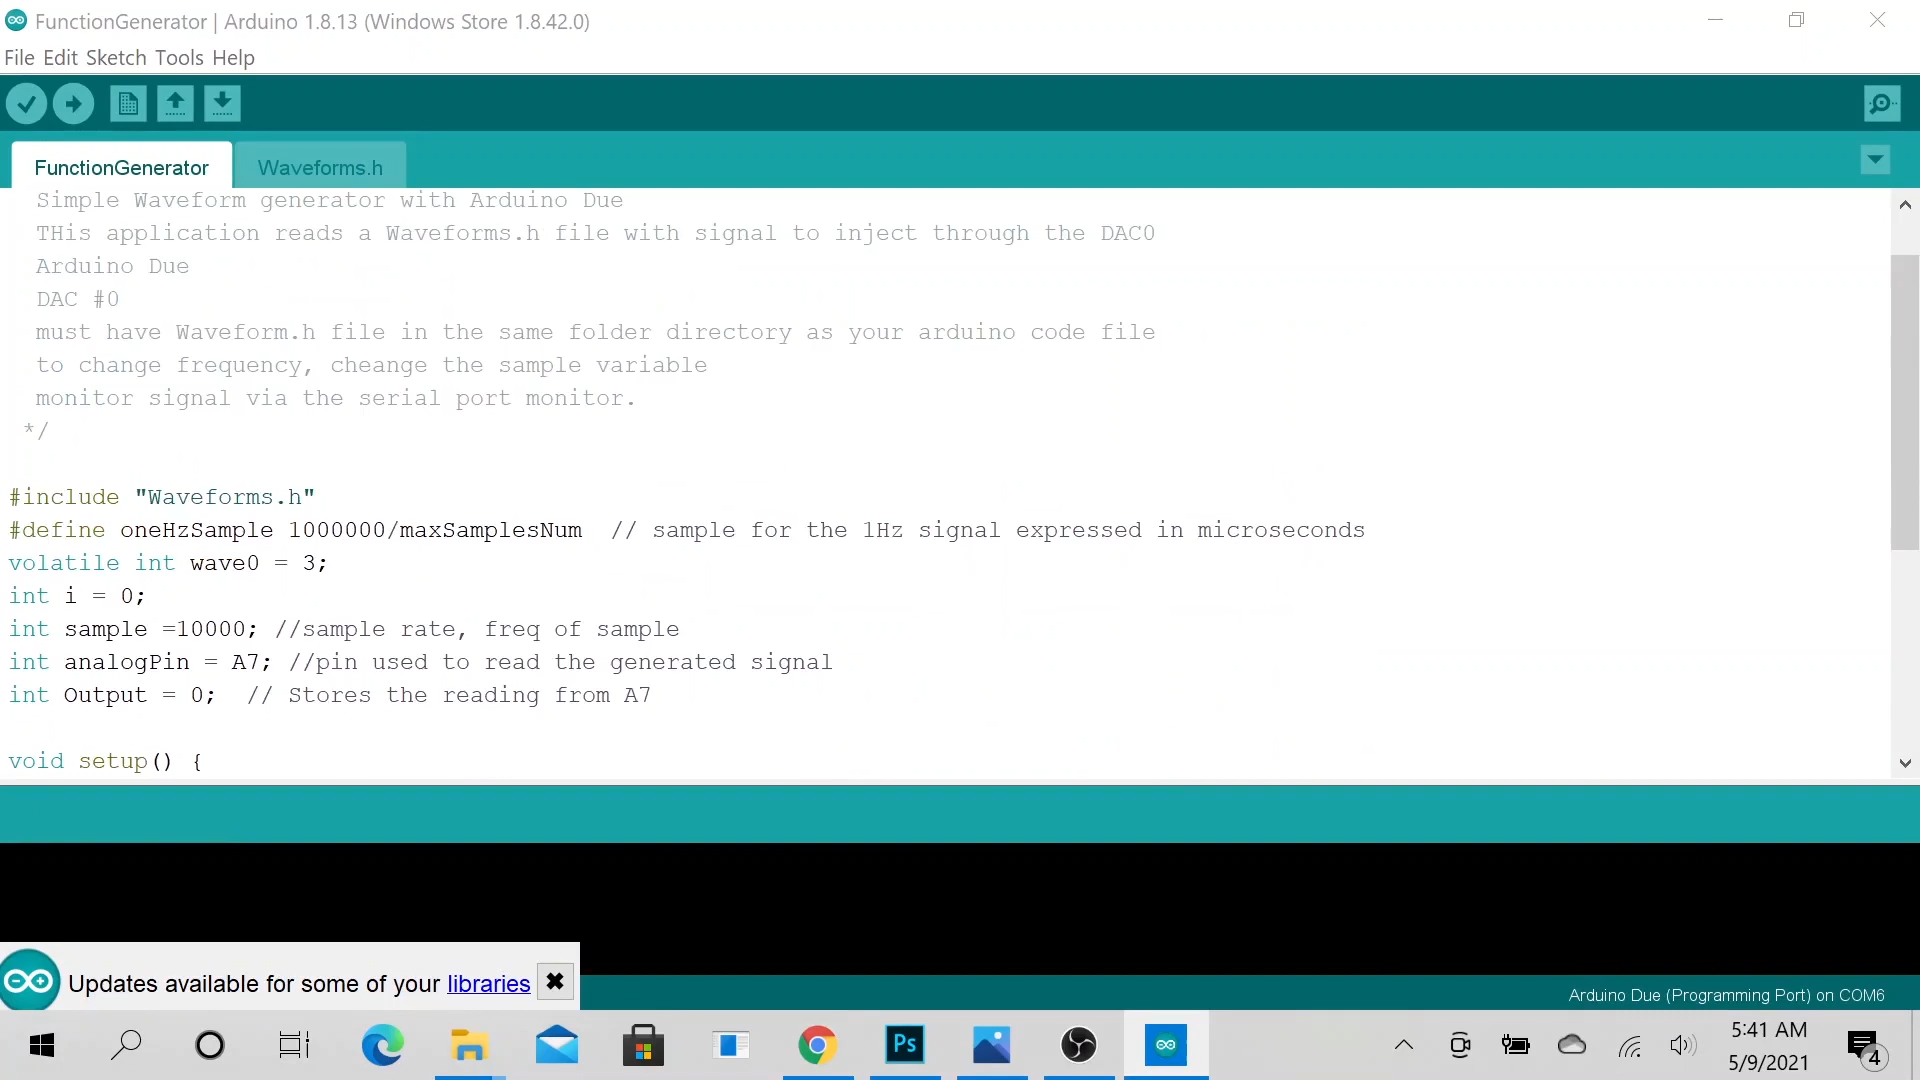 FunctionGenerator | Arduino 1.8.13 (Windows Store 1.8.42.0)
File Edit Sketch Tools Help
FunctionGenerator
Waveforms.h
Simple Waveform generator with Arduino Due
THis application reads a Waveforms.h file with signal to inject through the DAC0
Arduino Due
DAC #0
must have Waveform.h file in the same folder directory as your arduino code file
to change frequency, cheange the sample variable
monitor signal via the serial port monitor.
*/
#include "Waveforms.h"
#define oneHzSample 1000000/maxSamplesNum  // sample for the 1Hz signal expressed in microseconds
volatile int wave0 = 3;
int i = 0;
int sample =10000; //sample rate, freq of sample
int analogPin = A7; //pin used to read the generated signal
int Output = 0;  // Stores the reading from A7
void setup() {
Updates available for some of your libraries
Arduino Due (Programming Port) on COM6
Ps
5:41 AM
5/9/2021
4